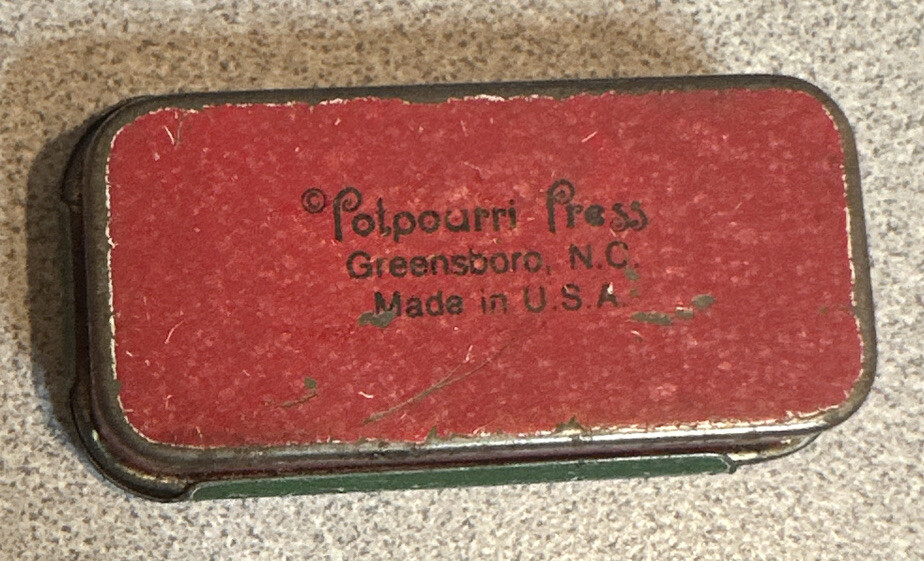 ©Potpourri Press
Greensboro, N.C.
Made in U.S.A.